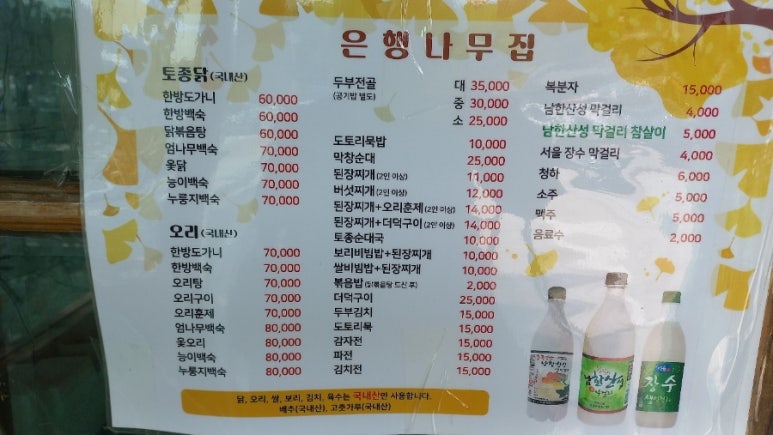 은행나무집
토종닭 (국내산)
한방도가니 60,000
한방백숙 60,000
닭볶음탕 60,000
엄나무백숙 70,000
옻닭 70,000
능이백숙 70,000
누룽지백숙 70,000
오리 (국내산)
한방도가니 70,000
한방백숙 70,000
오리탕 70,000
오리구이 70,000
오리훈제 70,000
엄나무백숙 80,000
옻오리 80,000
능이백숙 80,000
누룽지백숙 80,000
두부전골 대 35,000
(공기밥 별도) 중 30,000
소 25,000
도토리묵밥 10,000
막창순대 25,000
된장찌개 (2인 이상) 11,000
버섯찌개 (2인 이상) 12,000
된장찌개+오리훈제 (2인 이상) 14,000
된장찌개+더덕구이 (2인 이상) 14,000
토종순대국 10,000
보리비빔밥+된장찌개 10,000
쌀비빔밥+된장찌개 10,000
볶음밥 (닭볶음탕 드신 후) 2,000
더덕구이 25,000
두부김치 15,000
도토리묵 15,000
감자전 15,000
파전 15,000
김치전 15,000
복분자 15,000
남한산성 막걸리 4,000
남한산성 막걸리 참살이 5,000
서울 장수 막걸리 4,000
청하 6,000
소주 5,000
맥주 5,000
음료수 2,000
닭, 오리, 쌀, 보리, 김치, 육수는 국내산만 사용합니다.
배추(국내산), 고춧가루(국내산)
남한산성
장수